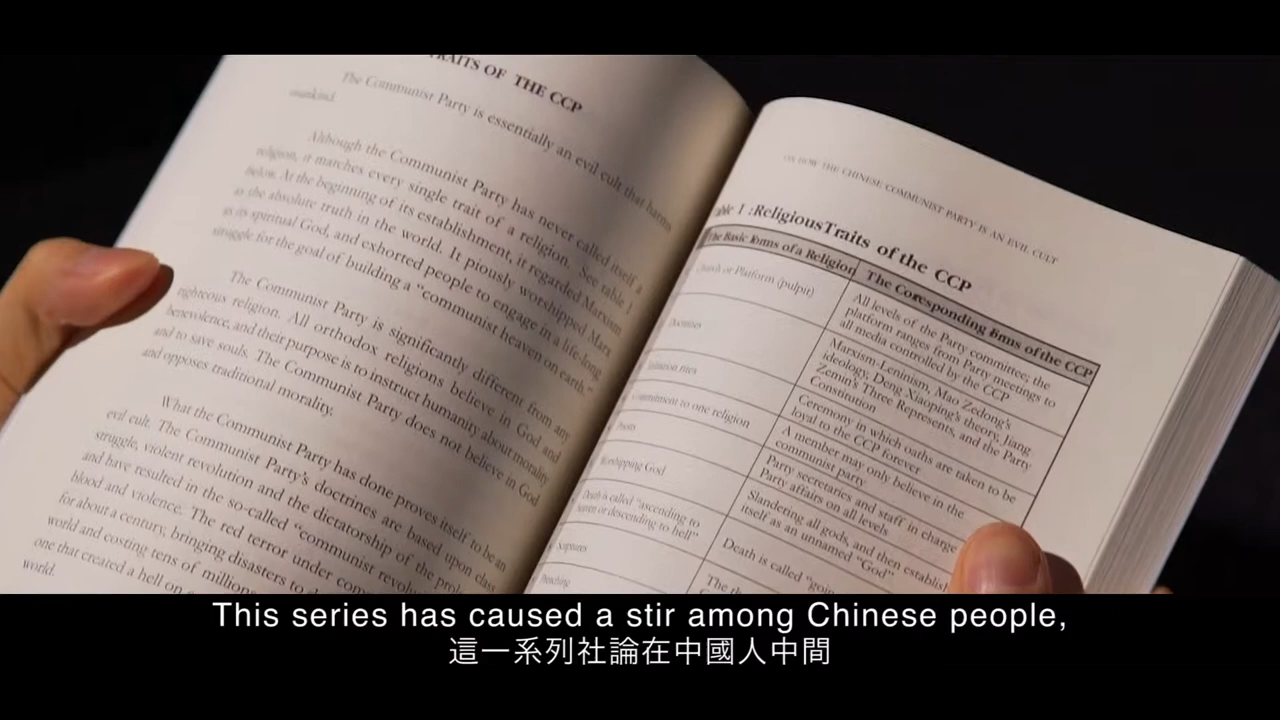 TRAITS OF THE CCP
The Communist Party is essentially an evil cult that harms
mankind.
Although the Communist Party has never called itself a
religion, it matches every single trait of a religion. See table 1
below. At the beginning of its establishment, it regarded Marxism
as the absolute truth in the world. It piously worshipped Marx
as its spiritual God, and exhorted people to engage in a life-long
struggle for the goal of building a “communist heaven on earth.”
The Communist Party is significantly different from any
righteous religion. All orthodox religions believe in God and
benevolence, and their purpose is to instruct humanity about morality
and to save souls. The Communist Party does not believe in God
and opposes traditional morality.
What the Communist Party has done proves itself to be an
evil cult. The Communist Party’s doctrines are based upon class
struggle, violent revolution and the dictatorship of the
and have resulted in the so-called “communist
blood and violence. The red terror under
for about a century, bringing disasters to
world and costing tens of millions
one that created a hell on
world.
ON HOW THE CHINESE COMMUNIST PARTY IS AN EVIL CULT
Table 1 :ReligiousTraits of the CCP
The Basic Forms of a Religion
The Coresponding Forms of the CCP
Church or Platform (pulpit)
All levels of the Party committee; the
platform ranges from Party meetings to
all media controlled by the CCP
Doctrines
Marxism-Leninism, Mao Zedong’s
ideology, Deng Xiaoping’s theory, Jiang
Zemin’s Three Represents, and the Party
Constitution
rites
Ceremony in which oaths are taken to be
loyal to the CCP forever
Commitment to one religion
A member may only believe in the
communist party
Priests
Party secretaries and staff in charge
Party affairs on all levels
Worshipping God
Slandering all gods, and then
itself as an unnamed “God”
Death is called “ascending to
heaven or descending to hell”
Death is called
Scriptures
The
Preaching
This series has caused a stir among Chinese people,
這一系列社論在中國人中間